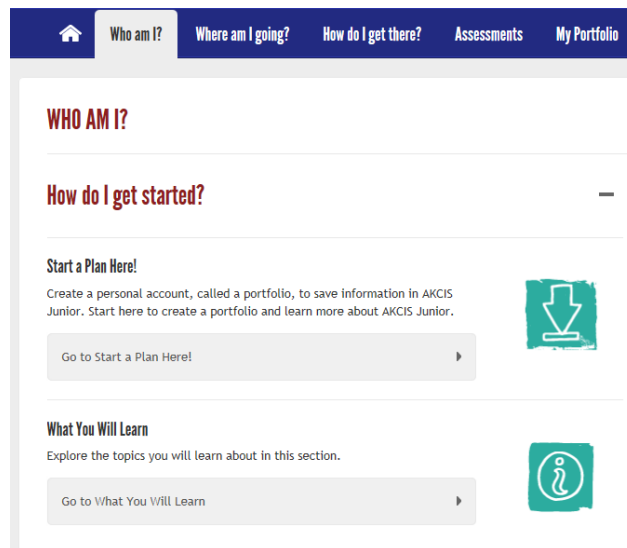 Who am I?
Where am I going?
How do I get there?
Assessments
My Portfolio
WHO AM I?
How do I get started?
Start a Plan Here!
Create a personal account, called a portfolio, to save information in AKCIS
Junior. Start here to create a portfolio and learn more about AKCIS Junior.
Go to Start a Plan Here!
What You Will Learn
Explore the topics you will learn about in this section.
Go to What You Will Learn